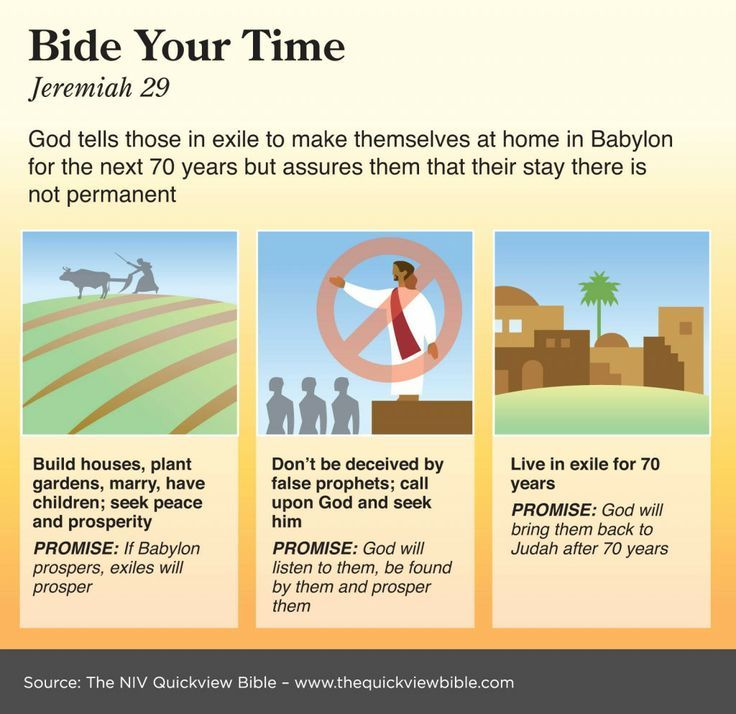 Bide Your Time
Jeremiah 29
God tells those in exile to make themselves at home in Babylon
for the next 70 years but assures them that their stay there is
not permanent
Build houses, plant
gardens, marry, have
children; seek peace
and prosperity
PROMISE: If Babylon
prospers, exiles will
prosper
Don’t be deceived by
false prophets; call
upon God and seek
him
PROMISE: God will
listen to them, be found
by them and prosper
them
Live in exile for 70
years
PROMISE: God will
bring them back to
Judah after 70 years
Source: The NIV Quickview Bible – www.thequickviewbible.com